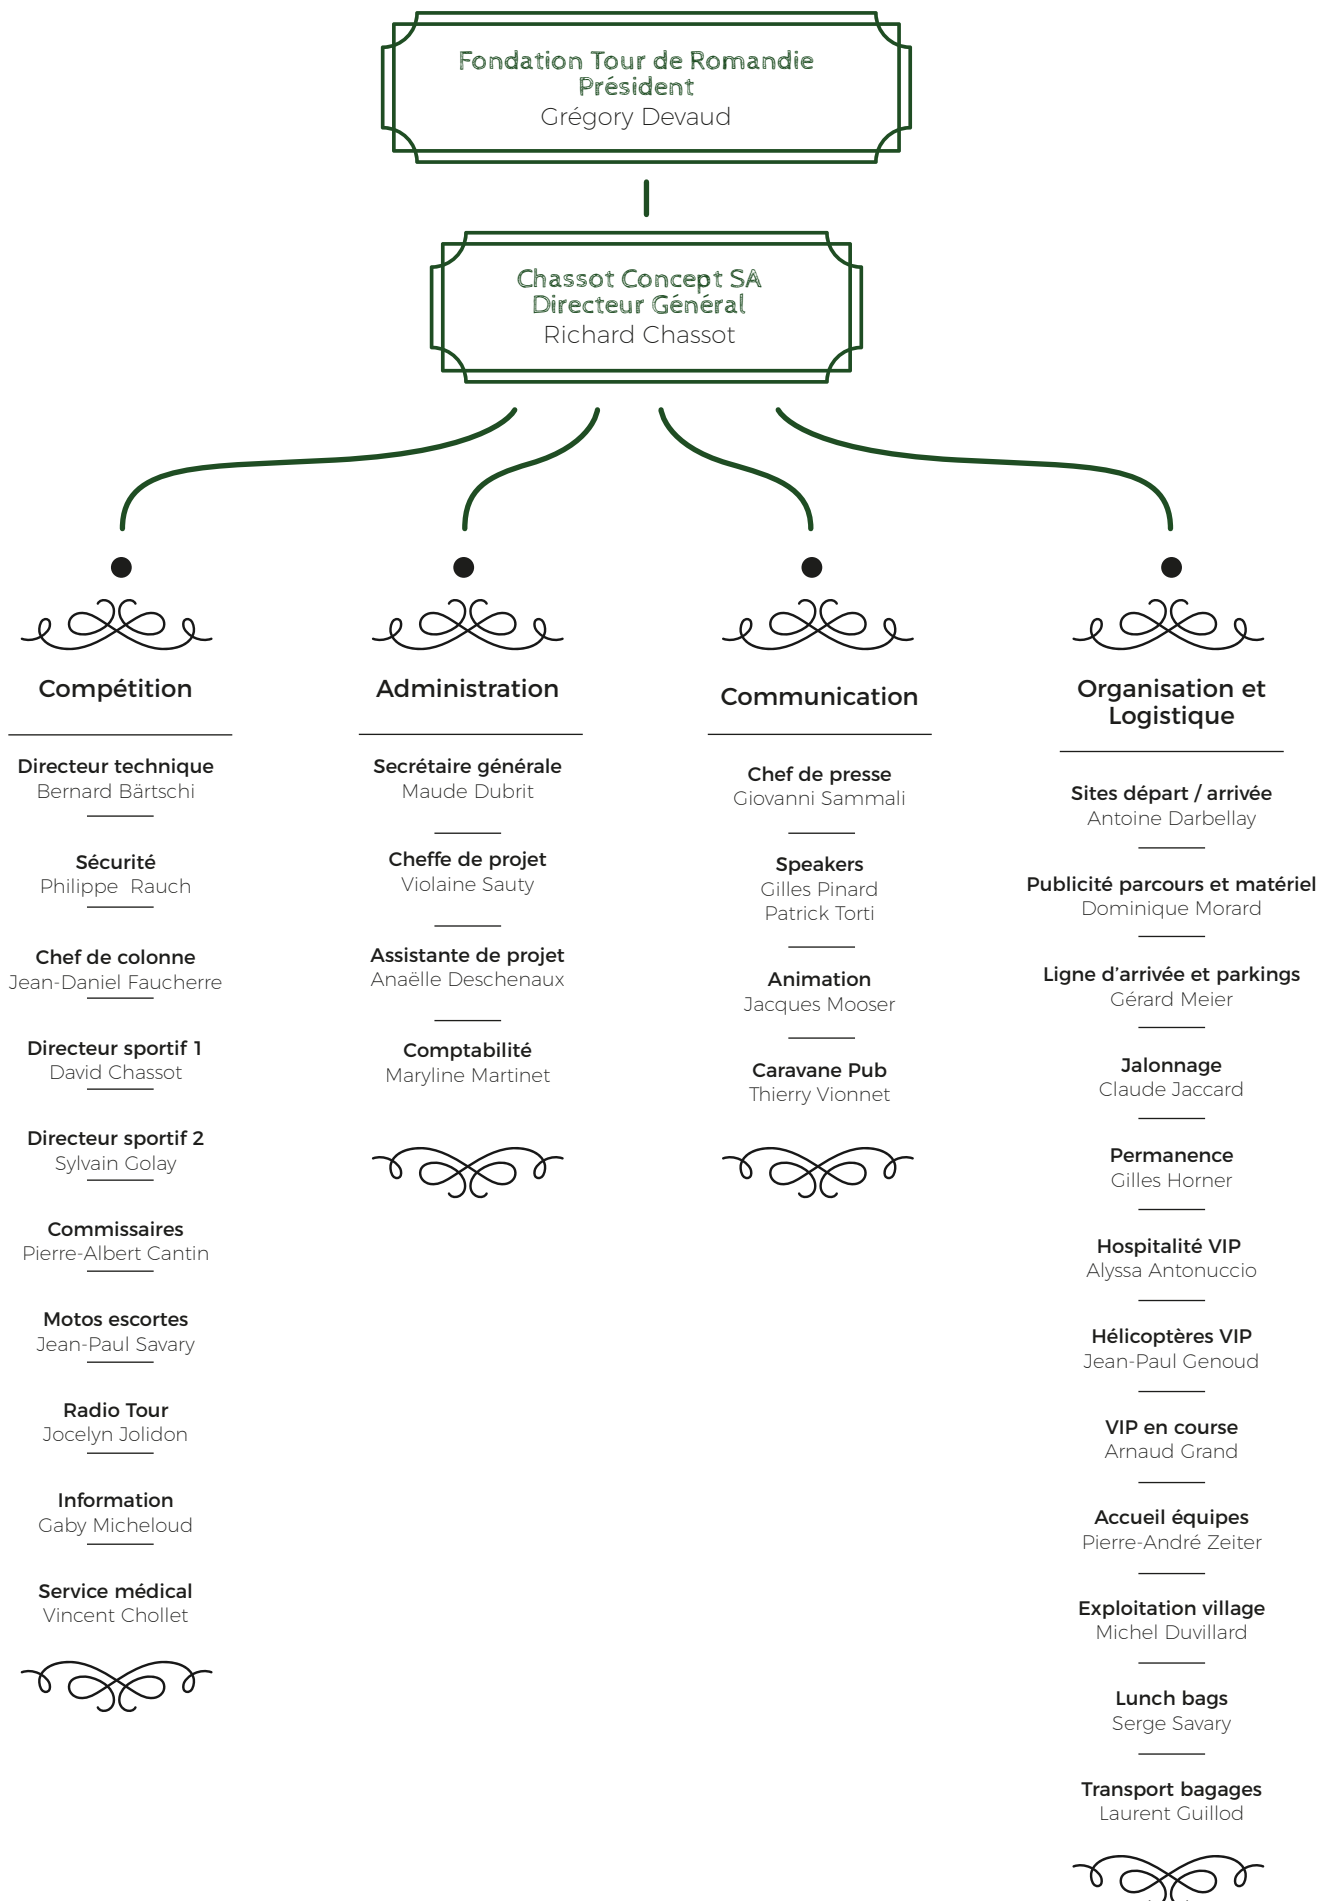 Fondation Tour de Romandie
Président
Grégory Devaud
Chassot Concept SA
Directeur Général
Richard Chassot
Compétition
Directeur technique
Bernard Bärtschi
Sécurité
Philippe Rauch
Chef de colonne
Jean-Daniel Faucherre
Directeur sportif 1
David Chassot
Directeur sportif 2
Sylvain Golay
Commissaires
Pierre-Albert Cantin
Motos escortes
Jean-Paul Savary
Radio Tour
Jocelyn Jolidon
Information
Gaby Micheloud
Service médical
Vincent Chollet
Administration
Secrétaire générale
Maude Dubrit
Cheffe de projet
Violaine Sauty
Assistante de projet
Anaëlle Deschenaux
Comptabilité
Maryline Martinet
Communication
Chef de presse
Giovanni Sammali
Speakers
Gilles Pinard
Patrick Torti
Animation
Jacques Mooser
Caravane Pub
Thierry Vionnet
Organisation et
Logistique
Sites départ / arrivée
Antoine Darbellay
Publicité parcours et matériel
Dominique Morard
Ligne d'arrivée et parkings
Gérard Meier
Jalonnage
Claude Jaccard
Permanence
Gilles Horner
Hospitalité VIP
Alyssa Antonuccio
Hélicoptères VIP
Jean-Paul Genoud
VIP en course
Arnaud Grand
Accueil équipes
Pierre-André Zeiter
Exploitation village
Michel Duvillard
Lunch bags
Serge Savary
Transport bagages
Laurent Guillod